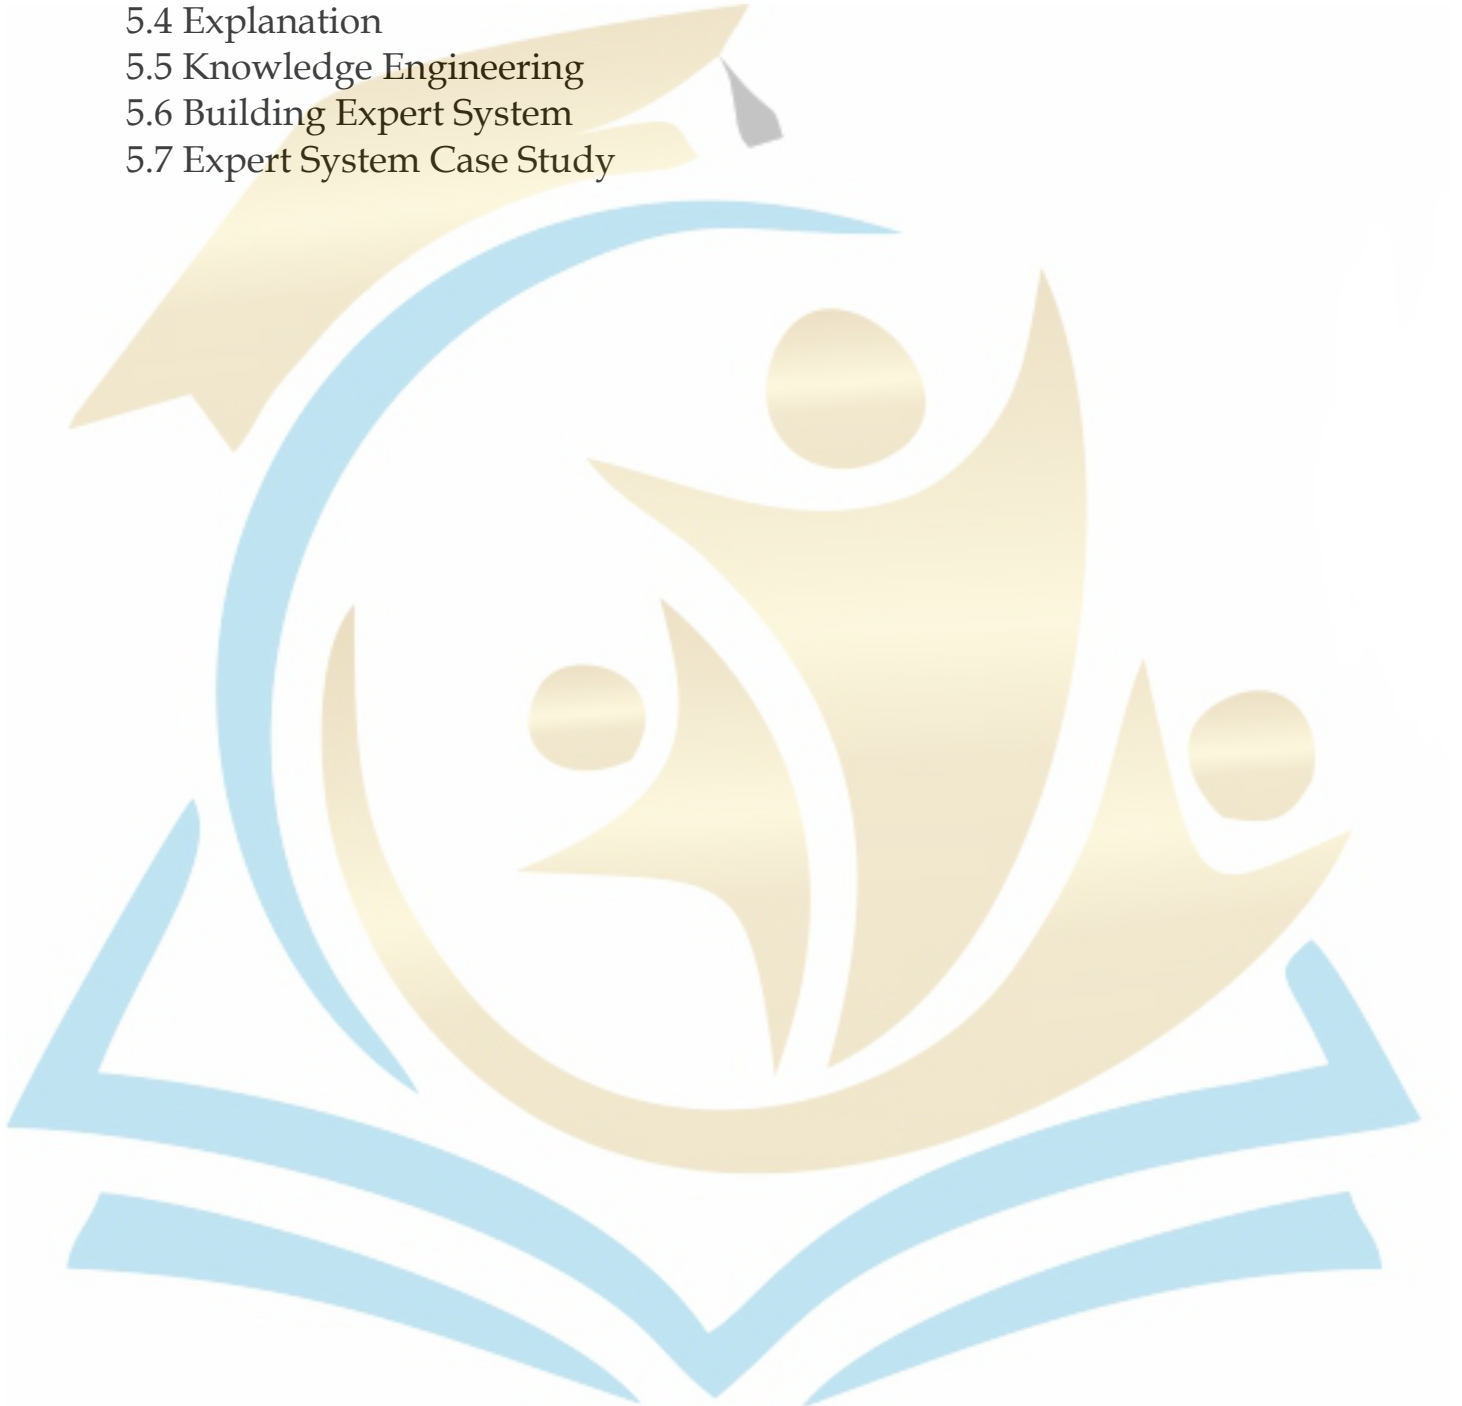 5.4 Explanation
5.5 Knowledge Engineering
5.6 Building Expert System
5.7 Expert System Case Study